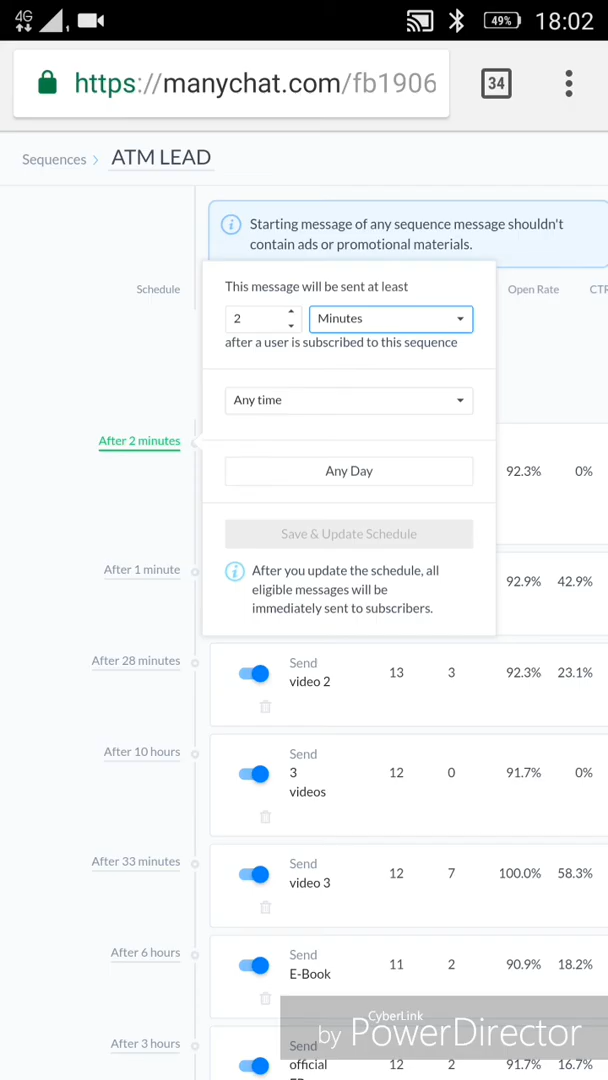 4G
49%
18:02
https://manychat.com/fb1906
34
Sequences
ATM LEAD
Starting message of any sequence message shouldn't
contain ads or promotional materials.
Schedule
Open Rate
CTR
This message will be sent at least
2
Minutes
after a user is subscribed to this sequence
Any time
After 2 minutes
92.3%
0%
Any Day
Save & Update Schedule
After 1 minute
92.9%
42.9%
After you update the schedule, all
eligible messages will be
immediately sent to subscribers.
After 28 minutes
Send
video 2
13
3
92.3%
23.1%
After 10 hours
Send
3
videos
12
0
91.7%
0%
After 33 minutes
Send
video 3
12
7
100.0%
58.3%
After 6 hours
Send
E-Book
11
2
90.9%
18.2%
After 3 hours
Send
official
12
2
91.7%
16.7%
CyberLink
by PowerDirector